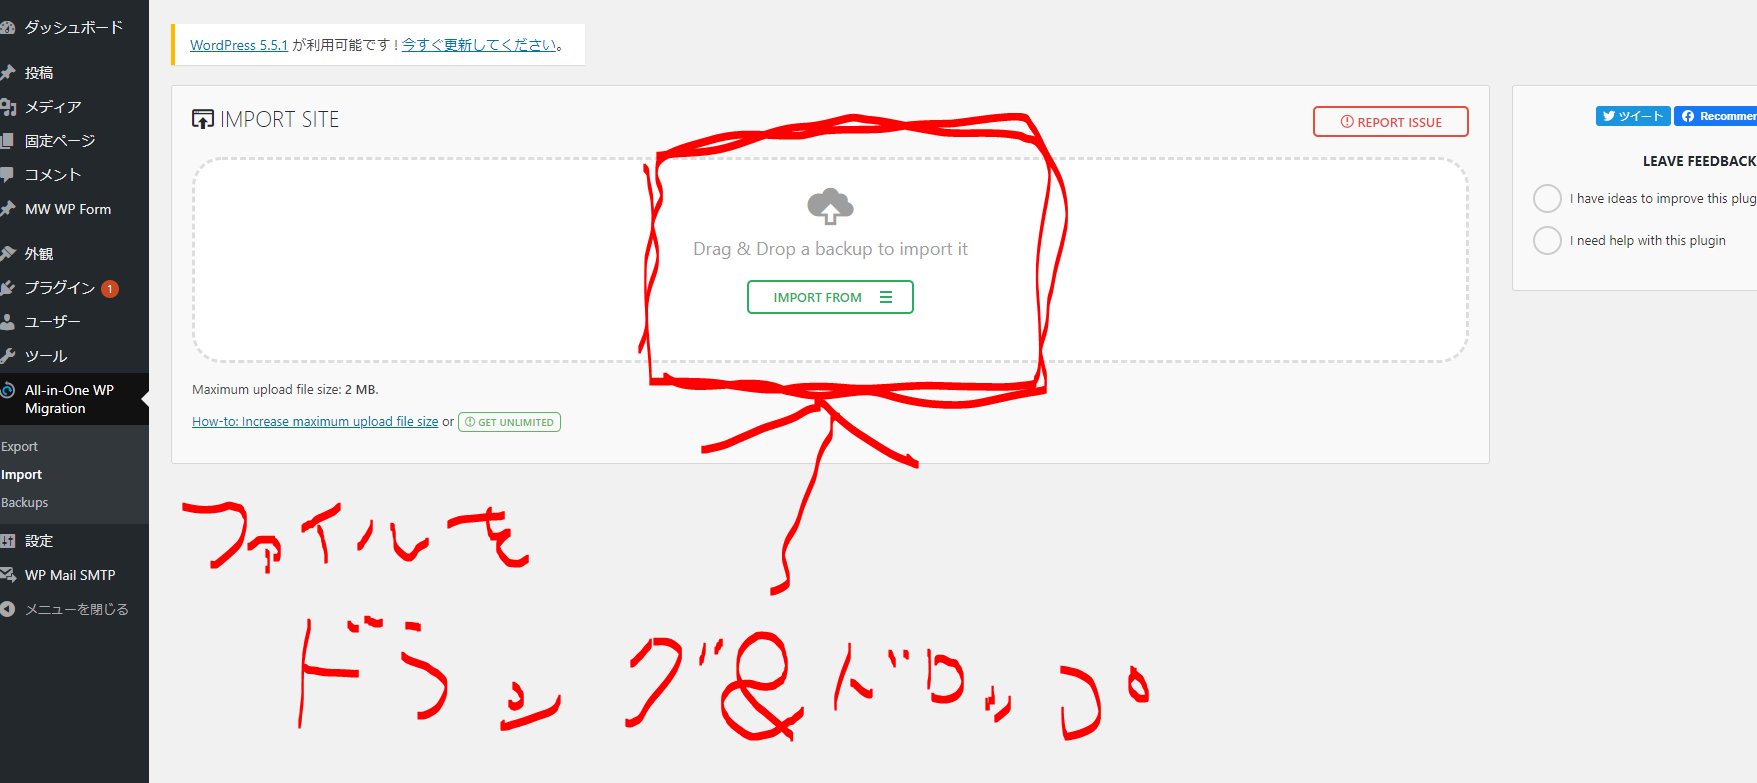 ダッシュボード
投稿
メディア
固定ページ
コメント
MW WP Form
外観
プラグイン 1
ユーザー
ツール
All-in-One WP
Migration
Export
Import
Backups
設定
WP Mail SMTP
メニューを閉じる
WordPress 5.5.1 が利用可能です ! 今すぐ更新してください。
IMPORT SITE
REPORT ISSUE
Drag & Drop a backup to import it
IMPORT FROM
Maximum upload file size: 2 MB.
How-to: Increase maximum upload file size or GET UNLIMITED
ツイート Recommen
LEAVE FEEDBACK
I have ideas to improve this plug
I need help with this plugin
ファイルを
ドラッグ&ドロップ